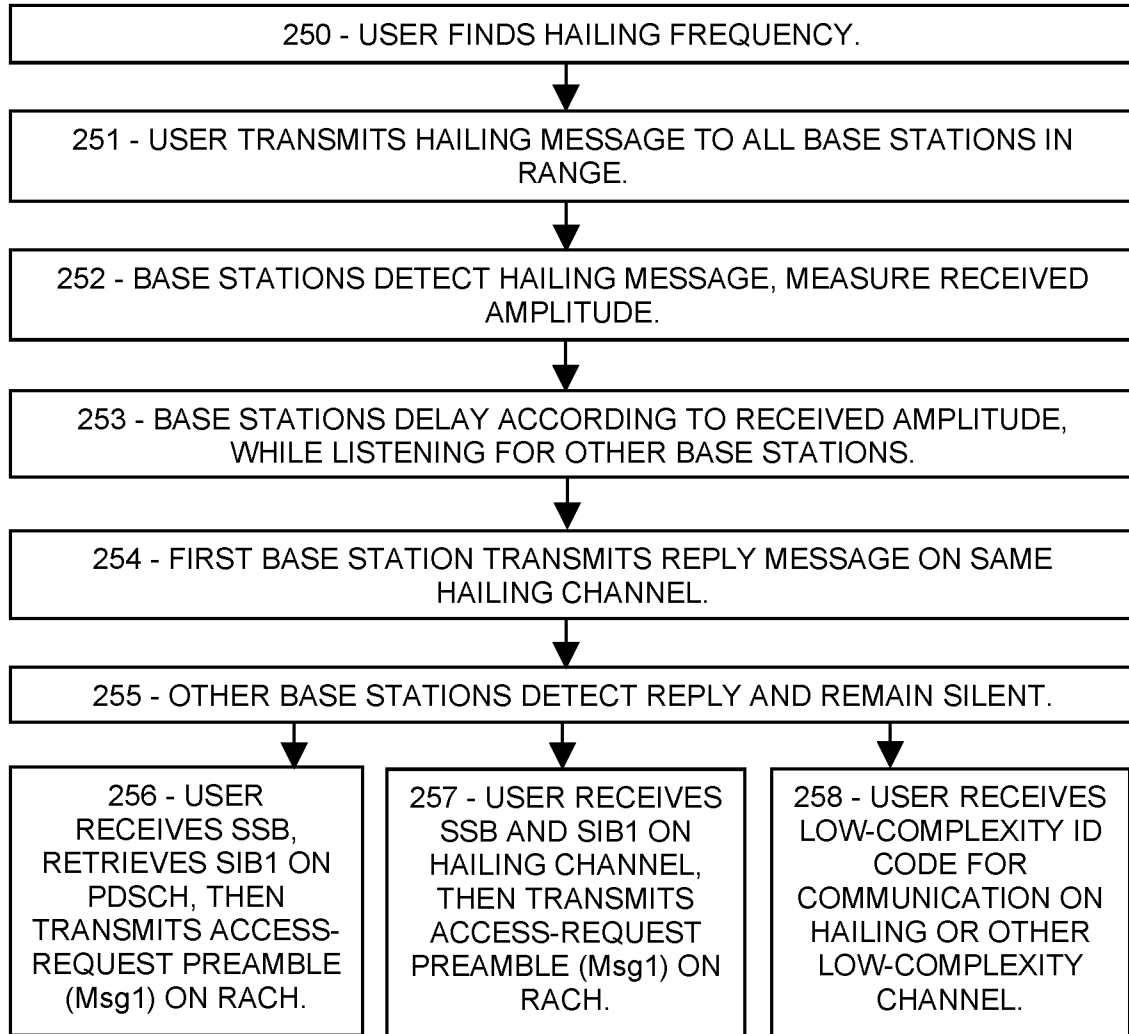 250 - USER FINDS HAILING FREQUENCY.
251 - USER TRANSMITS HAILING MESSAGE TO ALL BASE STATIONS IN
RANGE.
252 - BASE STATIONS DETECT HAILING MESSAGE, MEASURE RECEIVED
AMPLITUDE.
253 - BASE STATIONS DELAY ACCORDING TO RECEIVED AMPLITUDE,
WHILE LISTENING FOR OTHER BASE STATIONS.
254 - FIRST BASE STATION TRANSMITS REPLY MESSAGE ON SAME
HAILING CHANNEL.
255 - OTHER BASE STATIONS DETECT REPLY AND REMAIN SILENT.
256 - USER
RECEIVES SSB,
RETRIEVES SIB1 ON
PDSCH, THEN
TRANSMITS ACCESS-
REQUEST PREAMBLE
(Msg1) ON RACH.
257 - USER RECEIVES
SSB AND SIB1 ON
HAILING CHANNEL,
THEN TRANSMITS
ACCESS-REQUEST
PREAMBLE (Msg1) ON
RACH.
258 - USER RECEIVES
LOW-COMPLEXITY ID
CODE FOR
COMMUNICATION ON
HAILING OR OTHER
LOW-COMPLEXITY
CHANNEL.